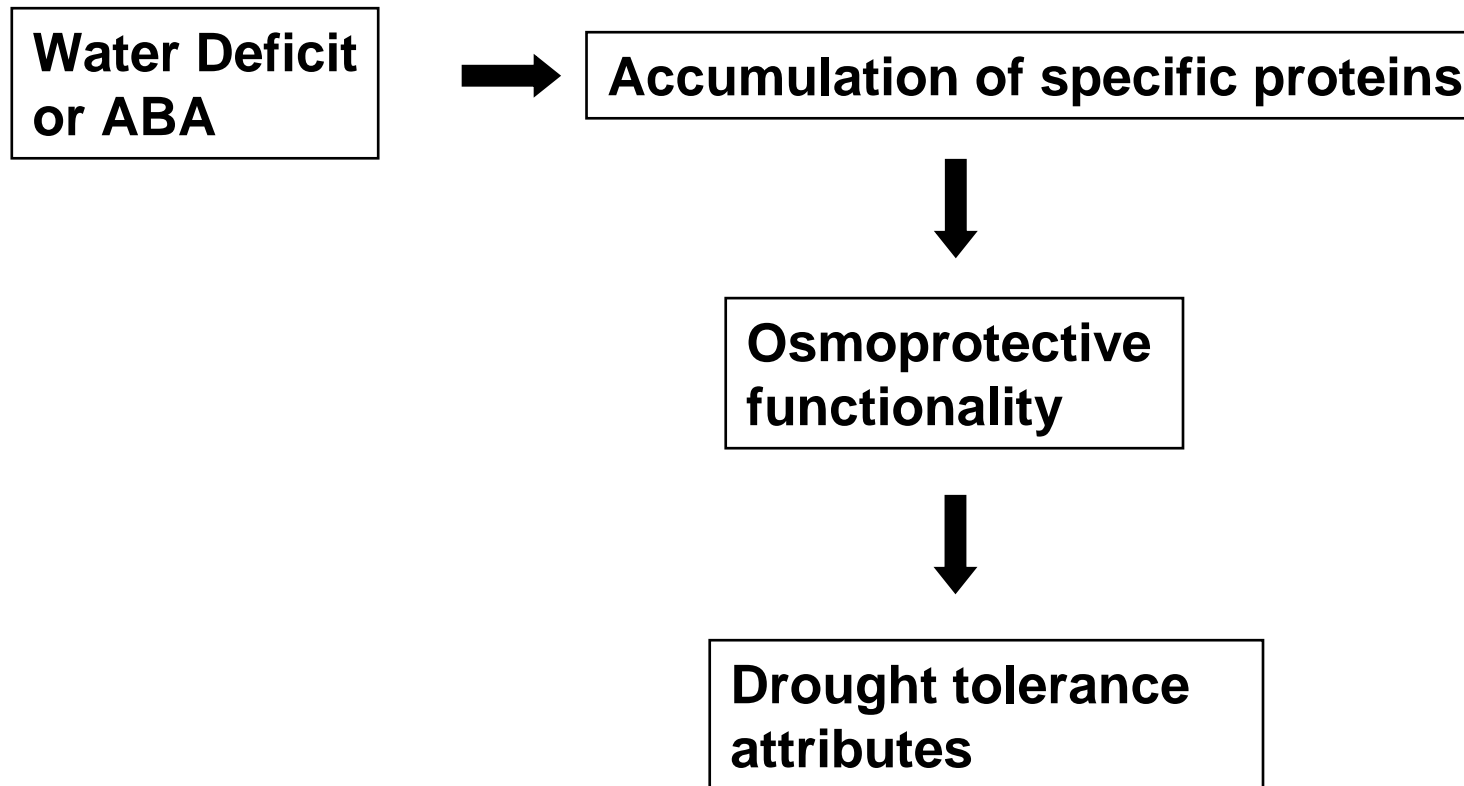 Water Deficit
or ABA
Accumulation of specific proteins
Osmoprotective
functionality
Drought tolerance
attributes